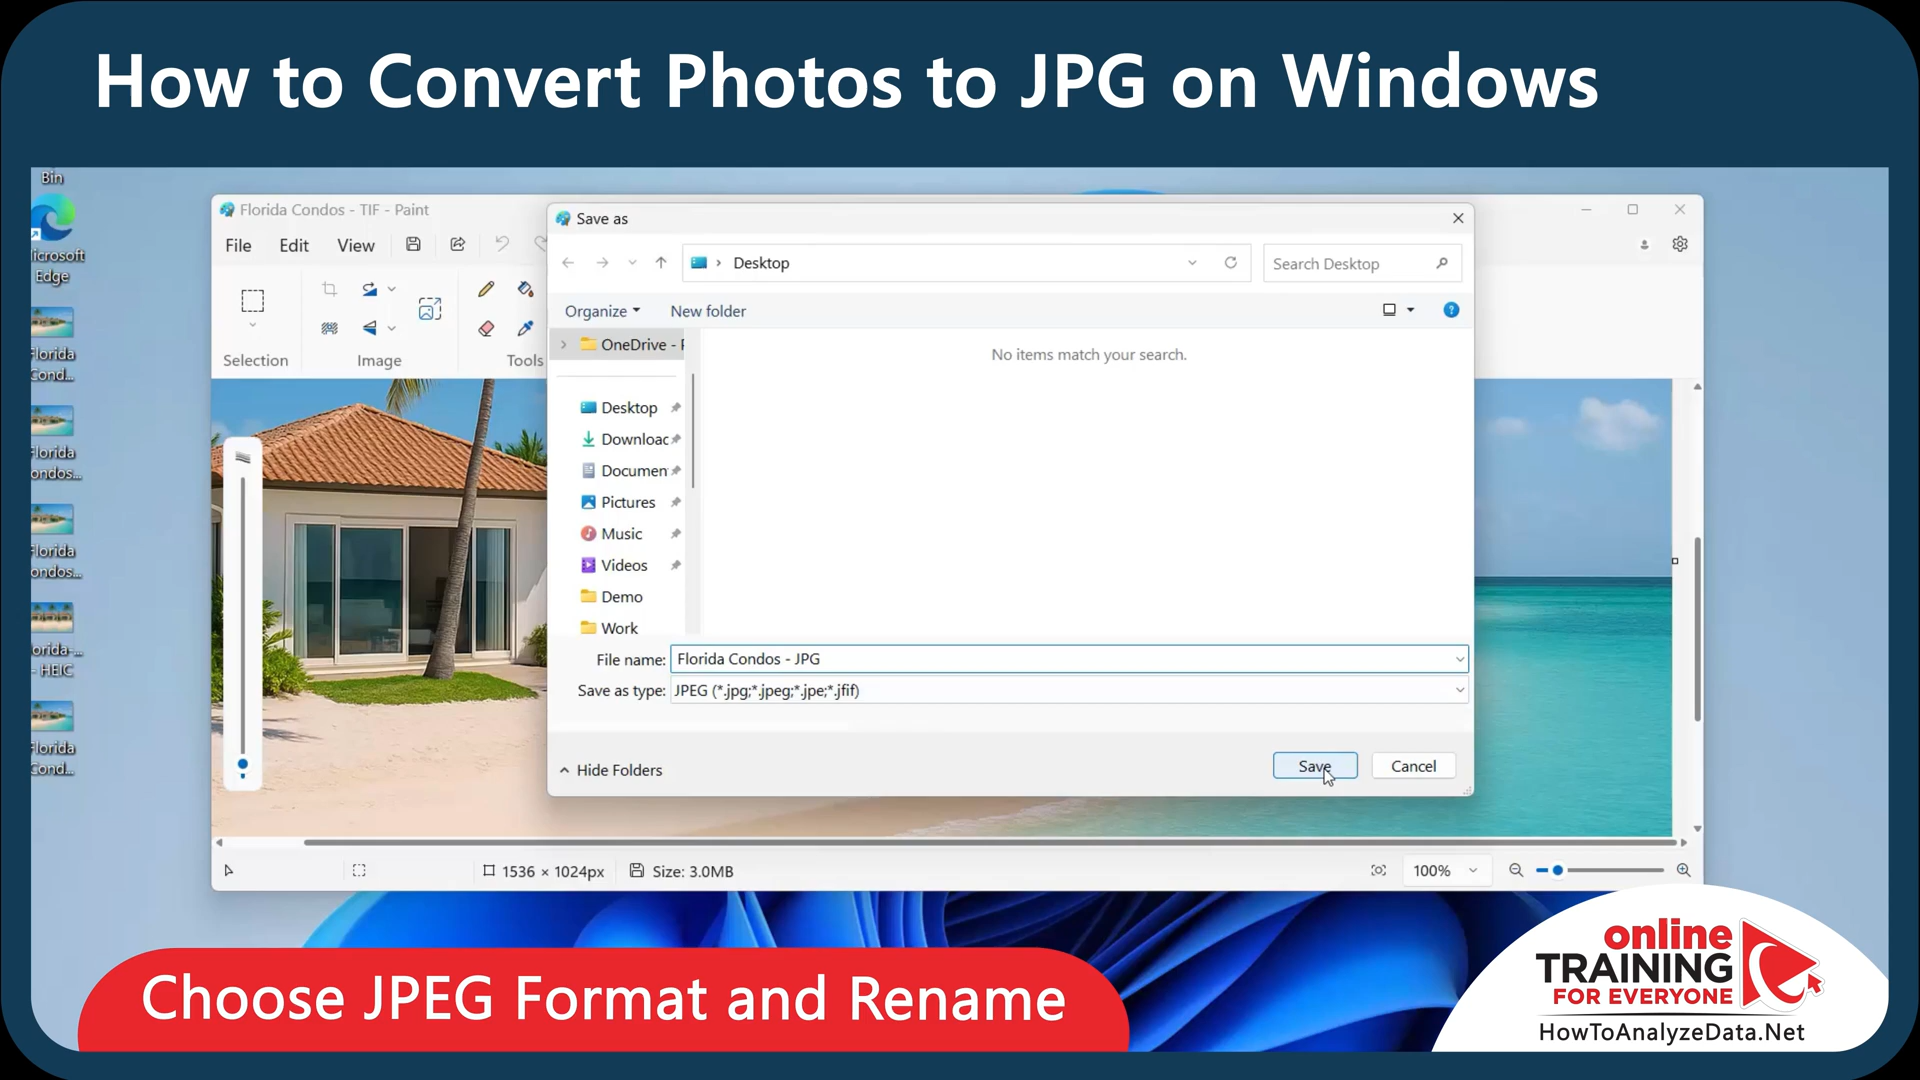 How to Convert Photos to JPG on Windows
Bin
icrosoft
Edge
Florida
Cond...
Florida
ondos...
Florida
ondos...
orida-...
- HEIC
Florida
Cond...
Florida Condos - TIF - Paint
File Edit View
Selection
Image
Tools
Save as
Desktop
Search Desktop
Organize
New folder
OneDrive - P
No items match your search.
Desktop
Downloac
Documen
Pictures
Music
Videos
Demo
Work
File name: Florida Condos - JPG
Save as type: JPEG (*.jpg;*.jpeg;*.jpe;*.jfif)
Hide Folders
Save
Cancel
1536 × 1024px
Size: 3.0MB
100%
Choose JPEG Format and Rename
online
TRAINING
FOR EVERYONE
HowToAnalyzeData.Net